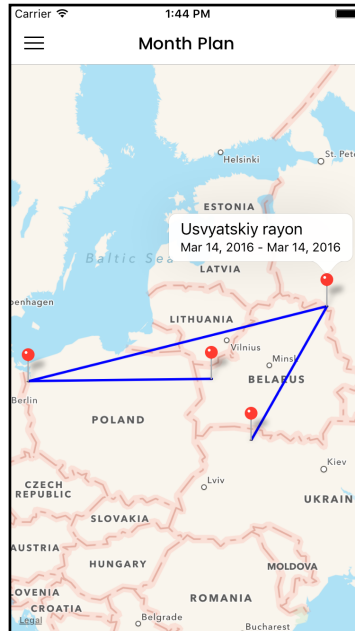 Carrier 1:44 PM
Month Plan
Helsinki
St. Pet
ESTONIA
Usvyatskiy rayon
Mar 14, 2016 - Mar 14, 2016
Baltic Sea
LATVIA
penhagen
LITHUANIA
Vilnius
Minsk
BELARUS
Berlin
POLAND
Kiev
CZECH
REPUBLIC
Lviv
UKRAIN
SLOVAKIA
AUSTRIA
HUNGARY
MOLDOVA
OVENIA
CROATIA
ROMANIA
Legal
Belgrade
Bucharest